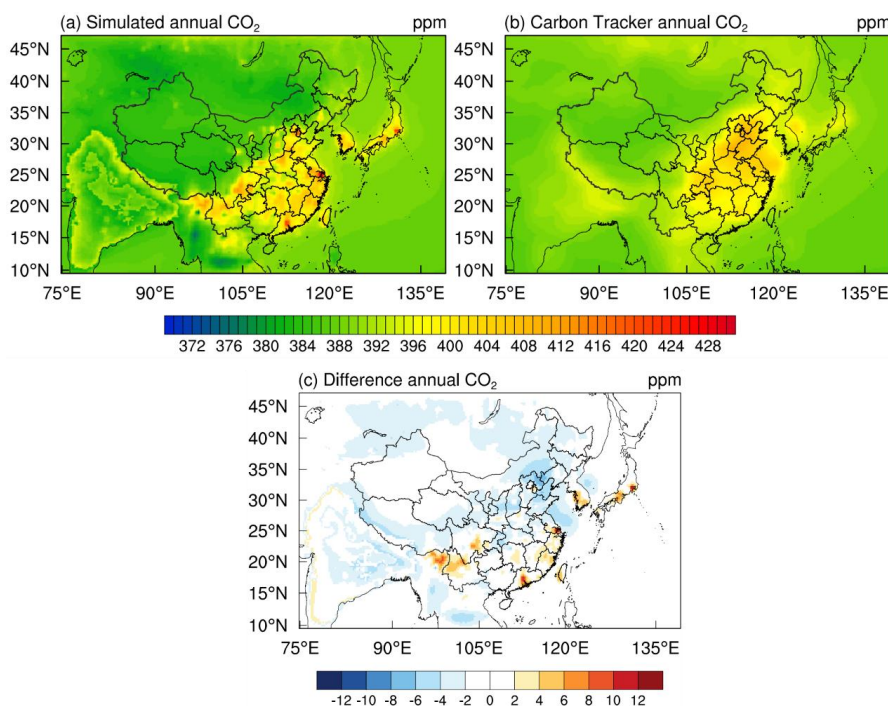 (a) Simulated annual CO₂ ppm
(b) Carbon Tracker annual CO₂ ppm
45°N
40°N
35°N
30°N
25°N
20°N
15°N
10°N
75°E 90°E 105°E 120°E 135°E
45°N
40°N
35°N
30°N
25°N
20°N
15°N
10°N
75°E 90°E 105°E 120°E 135°E
372 376 380 384 388 392 396 400 404 408 412 416 420 424 428
(c) Difference annual CO₂ ppm
45°N
40°N
35°N
30°N
25°N
20°N
15°N
10°N
75°E 90°E 105°E 120°E 135°E
-12 -10 -8 -6 -4 -2 0 2 4 6 8 10 12